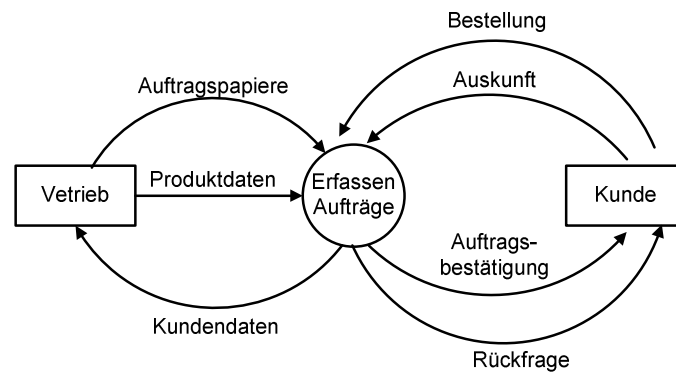 Bestellung
Auftragspapiere
Auskunft
Vetrieb
Produktdaten
Erfassen
Aufträge
Kunde
Auftrags-
bestätigung
Kundendaten
Rückfrage